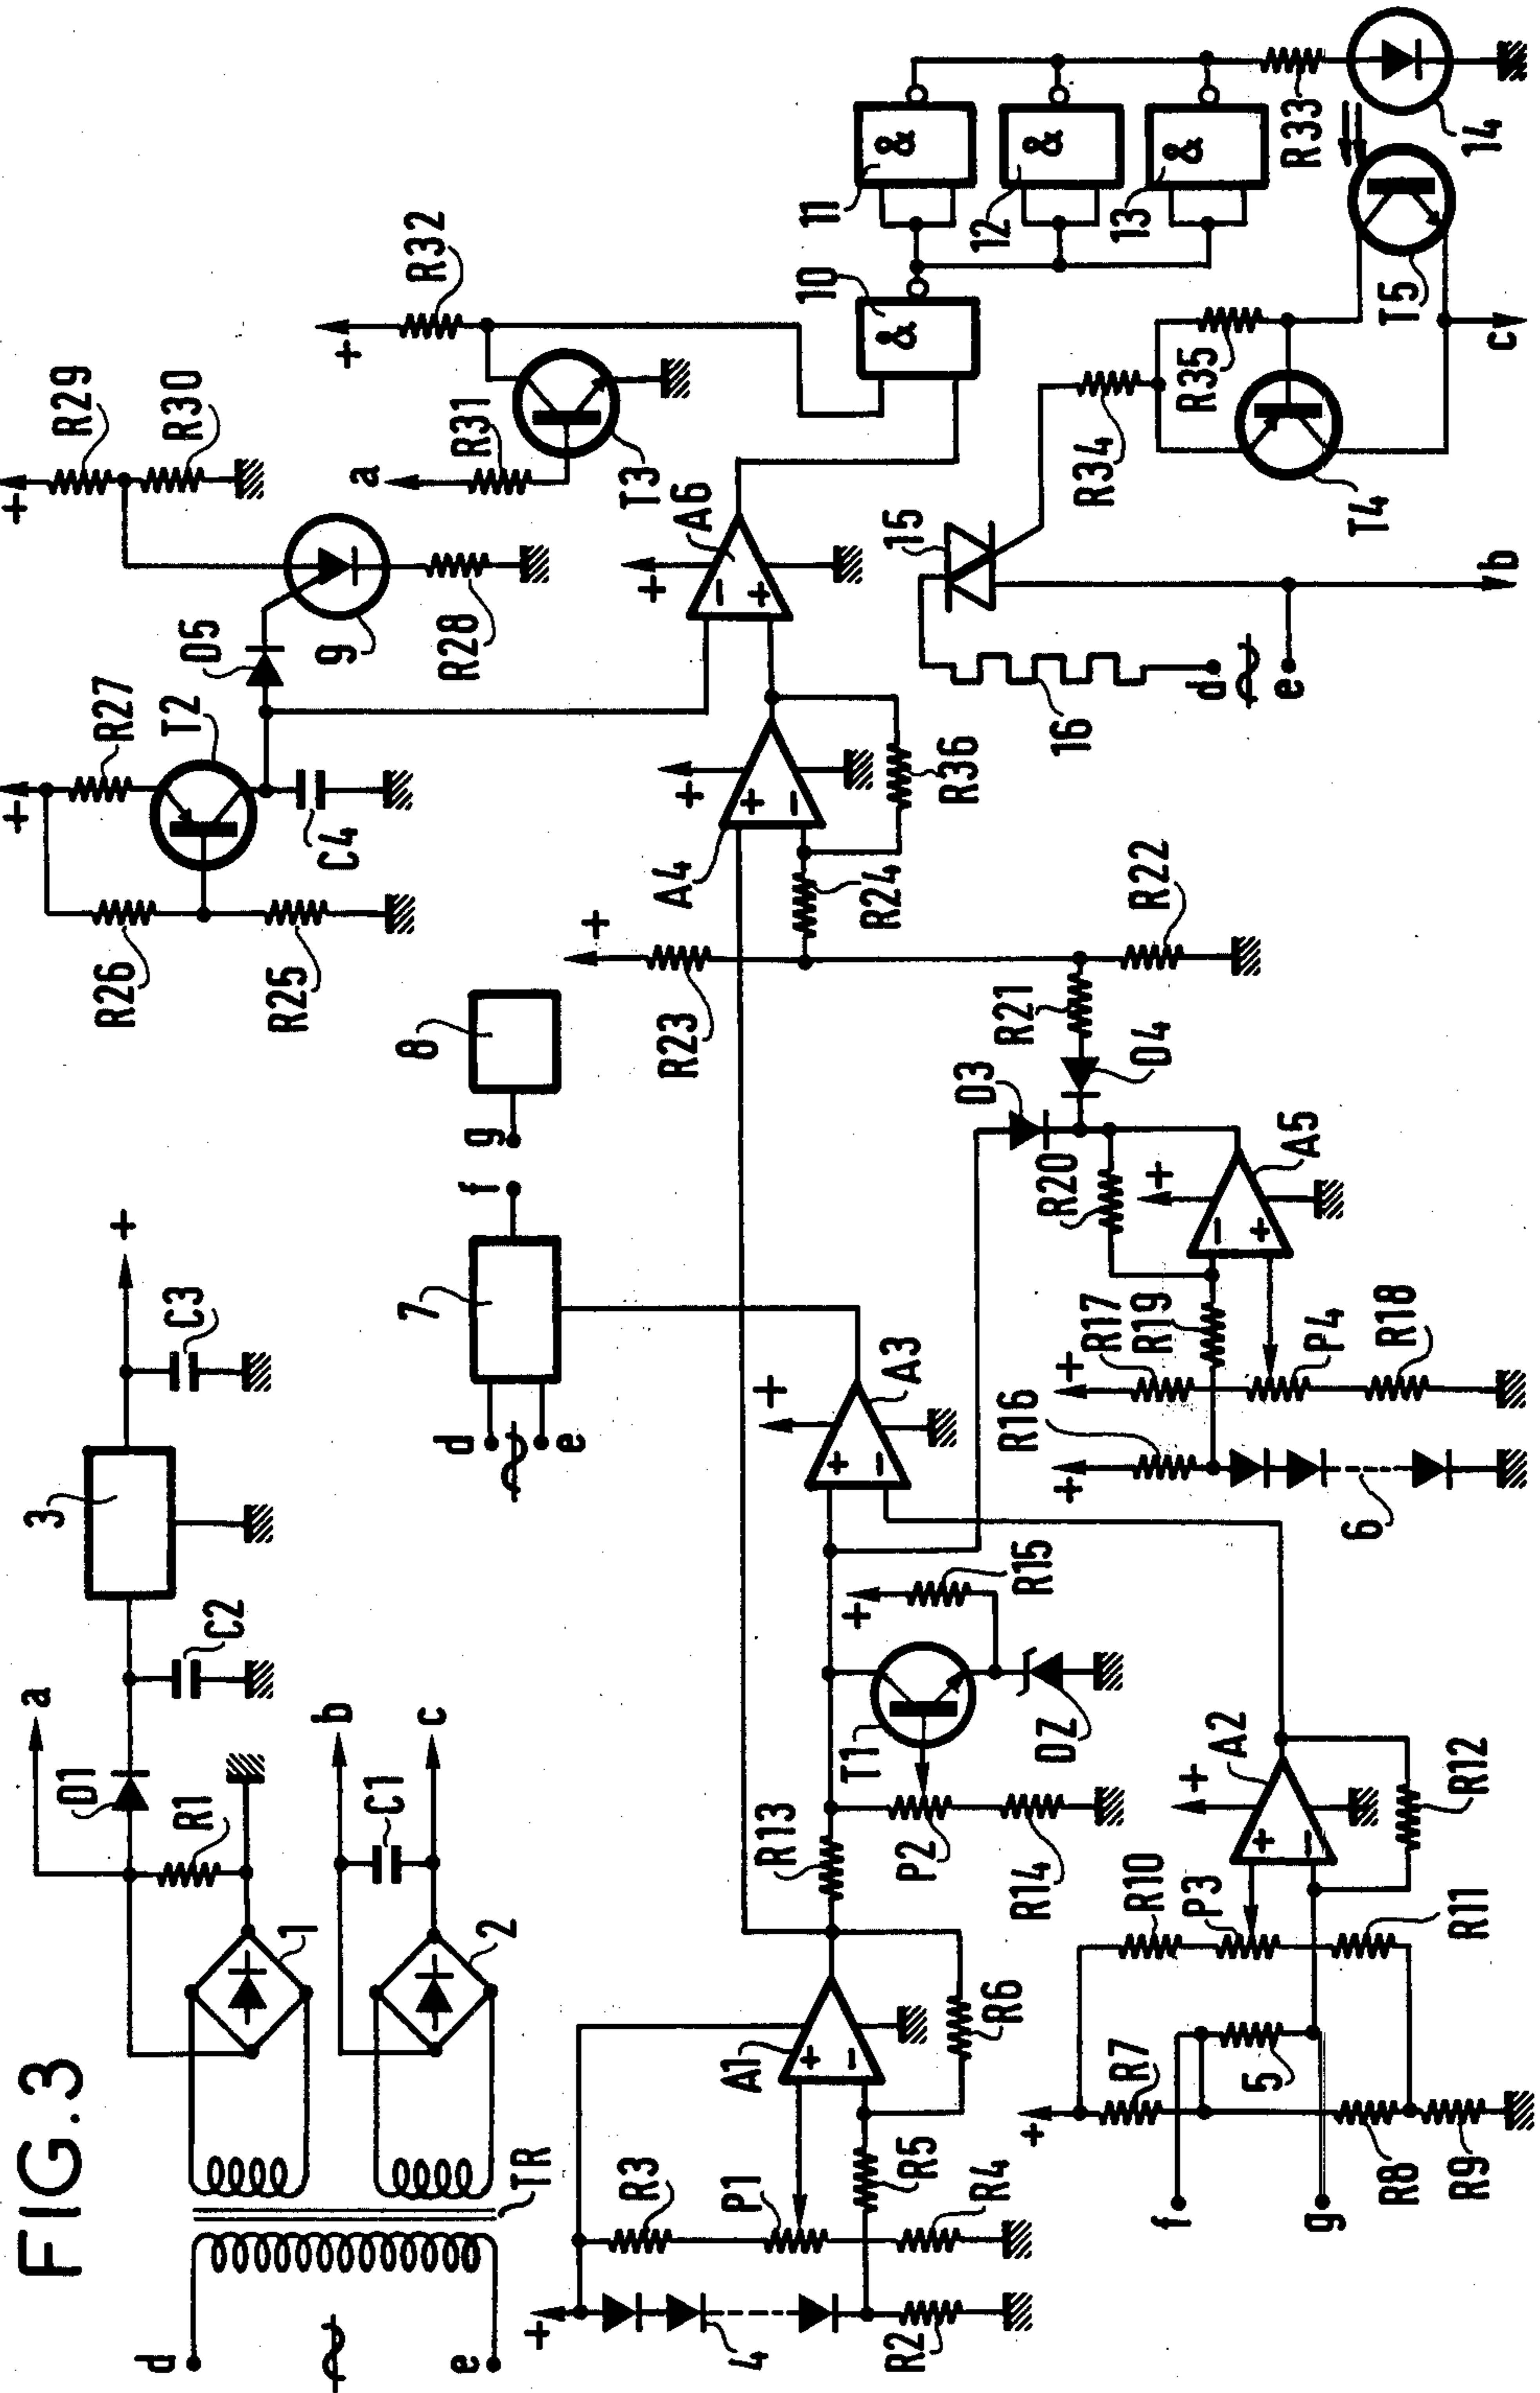 FIG.3
d
e
TR
1
2
R1
D1
a
b
c
C1
C2
3
C3
+
+
4
R2
R3
P1
R4
R5
A1
+
−
R6
R13
P2
R14
T1
DZ
+
R15
+
R7
R8
R9
f
g
5
R10
P3
R11
A2
+
−
+
R12
A3
+
−
+
d
e
7
f
g
8
+
R16
6
+
R17
R19
P4
R18
A5
−
+
+
R20
D3
D4
R21
R22
R23
+
R24
A4
+
−
+
R36
R26
R25
+
R27
T2
C4
D5
9
R28
+
R29
R30
A6
−
+
+
a
R31
T3
+
R32
10
&
11
&
12
&
13
&
R33
14
T5
R35
R34
T4
c
15
16
d
e
b